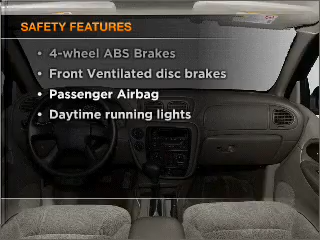 SAFETY FEATURES
• 4-wheel ABS Brakes
• Front Ventilated disc brakes
• Passenger Airbag
• Daytime running lights